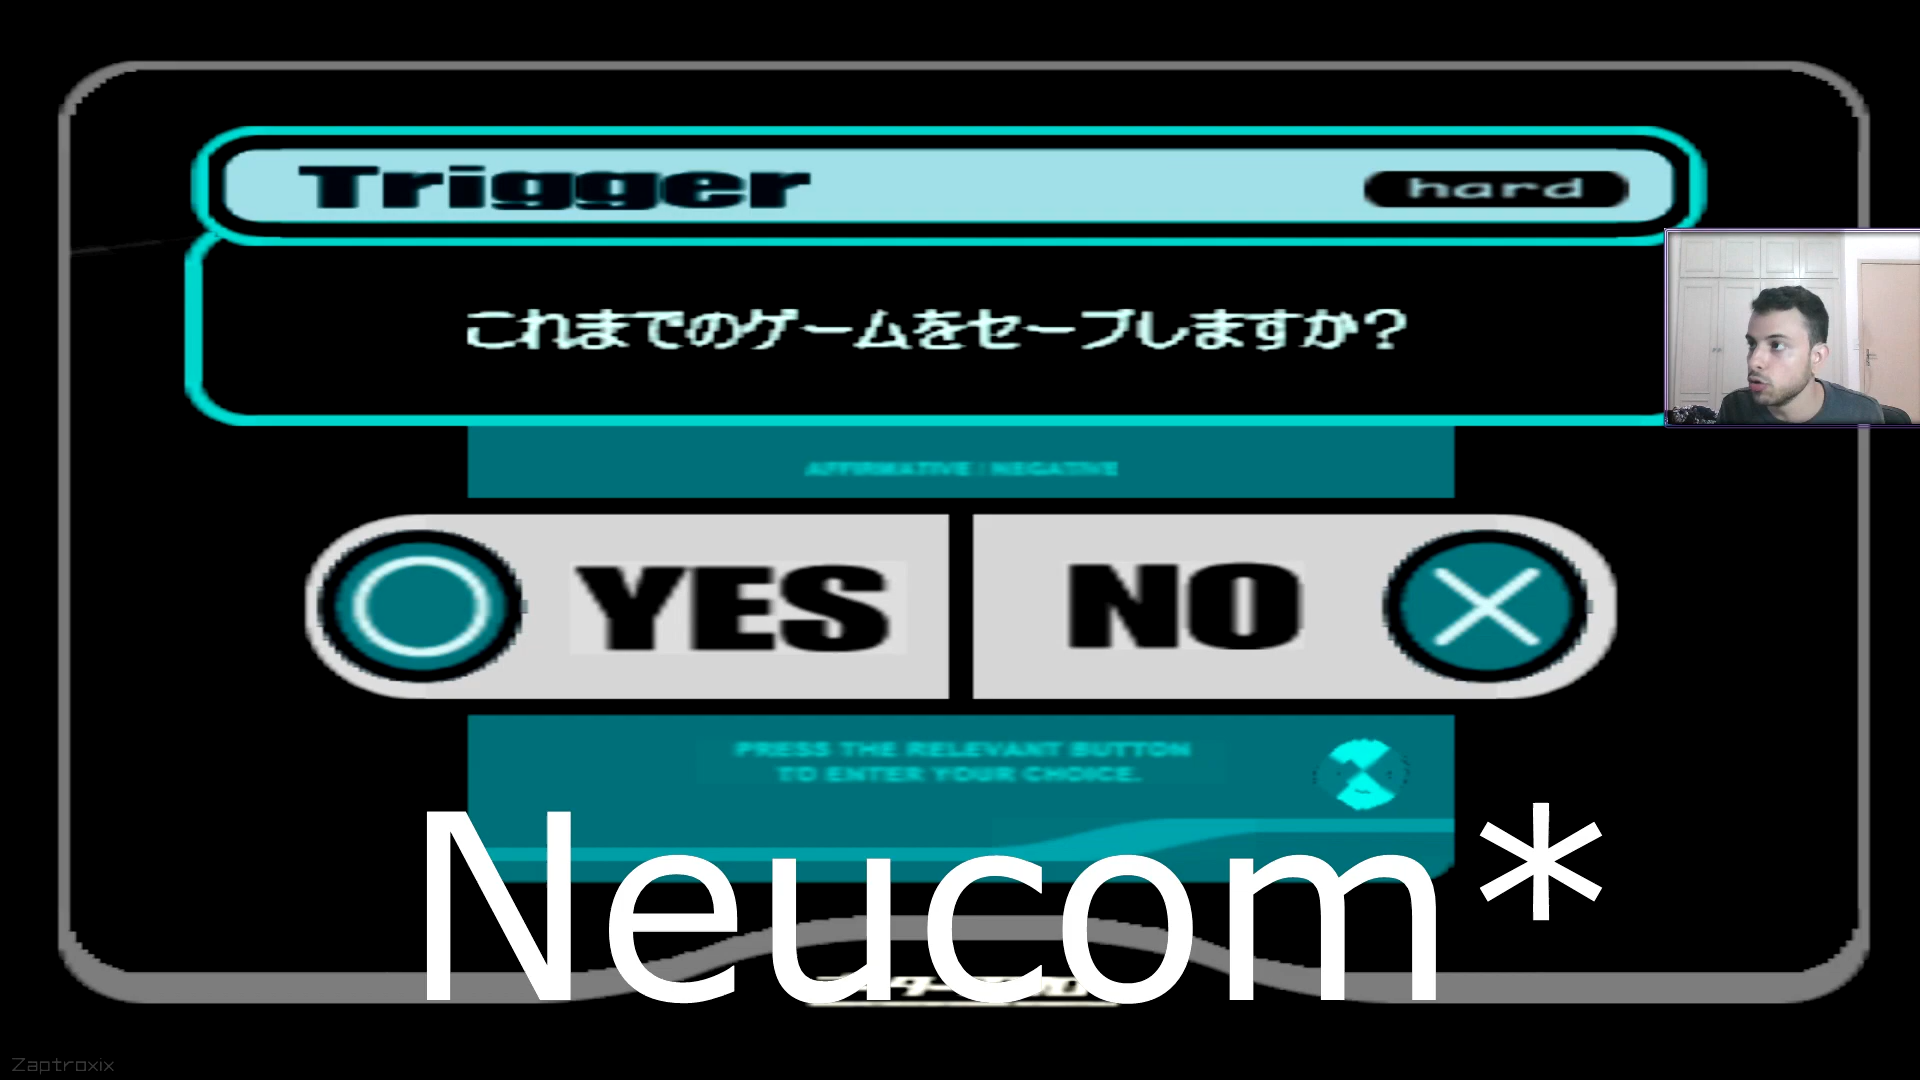 Trigger
hard
これまでのゲームをセーブしますか?
AFFIRMATIVE / NEGATIVE
YES
NO
PRESS THE RELEVANT BUTTON
TO ENTER YOUR CHOICE.
Neucom*
Zaptroxix